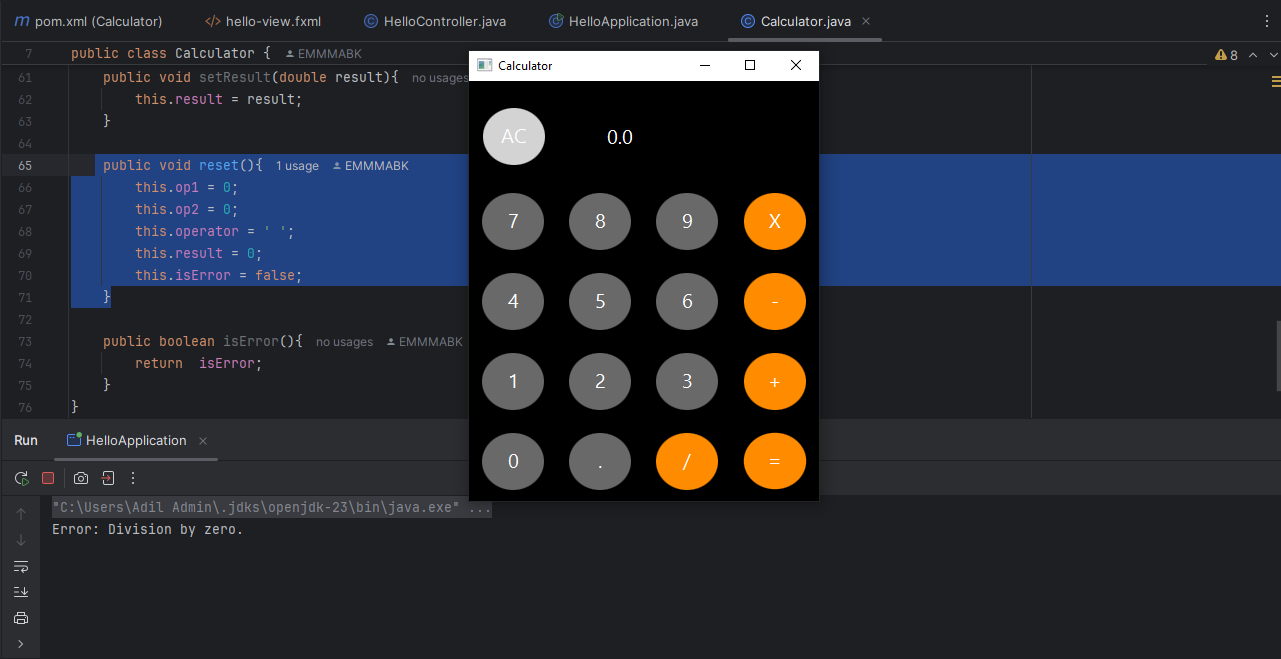 pom.xml (Calculator) hello-view.fxml HelloController.java HelloApplication.java Calculator.java
7 public class Calculator { EMMMABK 8
61 public void setResult(double result){ no usages
62 this.result = result;
63 }
64
65 public void reset(){ 1 usage EMMMABK
66 this.op1 = 0;
67 this.op2 = 0;
68 this.operator = ' ';
69 this.result = 0;
70 this.isError = false;
71 }
72
73 public boolean isError(){ no usages EMMMABK
74 return isError;
75 }
76 }
Calculator
AC 0.0
7 8 9 X
4 5 6 -
1 2 3 +
0 . / =
Run HelloApplication
"C:\Users\Adil Admin\.jdks\openjdk-23\bin\java.exe" ...
Error: Division by zero.